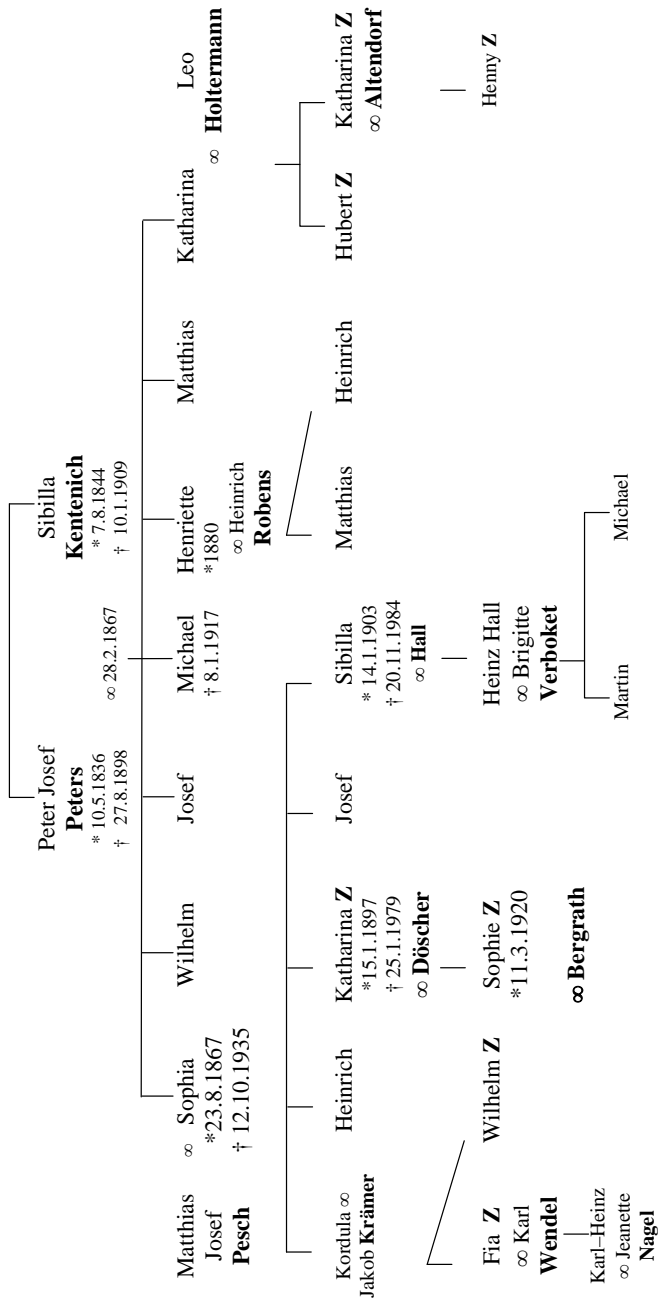 Peter Josef
Peters
* 10.5.1836
† 27.8.1898
∞ 28.2.1867
Sibilla
Kentenich
* 7.8.1844
† 10.1.1909
Matthias
Josef
Pesch
∞ Sophia
*23.8.1867
† 12.10.1935
Wilhelm
Josef
Michael
† 8.1.1917
Henriette
*1880
∞ Heinrich
Robens
Matthias
Katharina
Leo
∞ Holtermann
Kordula ∞
Jakob Krämer
Heinrich
Katharina Z
*15.1.1897
† 25.1.1979
∞ Döscher
Josef
Sibilla
* 14.1.1903
† 20.11.1984
∞ Hall
Matthias
Heinrich
Hubert Z
Katharina Z
∞ Altendorf
Fia Z
∞ Karl
Wendel
Wilhelm Z
Sophie Z
*11.3.1920
∞ Bergrath
Heinz Hall
∞ Brigitte
Verboket
Henny Z
Karl–Heinz
∞ Jeanette
Nagel
Martin
Michael